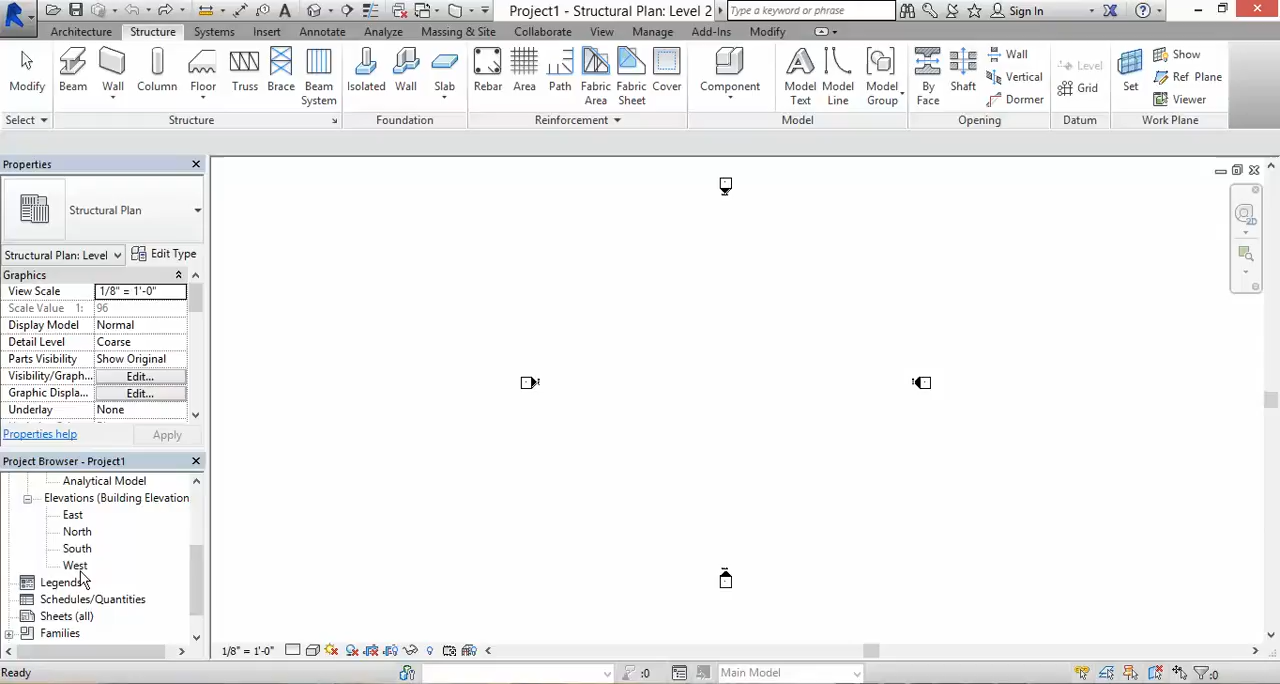 Project1 - Structural Plan: Level 2
Type a keyword or phrase
Sign In
Architecture Structure Systems Insert Annotate Analyze Massing & Site Collaborate View Manage Add-Ins Modify
Modify Beam Wall Column Floor Truss Brace Beam System Isolated Wall Slab Rebar Area Path Fabric Area Fabric Sheet Cover Component Model Text Model Line Model Group By Face Shaft Wall Vertical Dormer Level Grid Set Show Ref Plane Viewer
Select Structure Foundation Reinforcement Model Opening Datum Work Plane
Properties
Structural Plan
Structural Plan: Level Edit Type
Graphics
View Scale 1/8" = 1'-0"
Scale Value 1: 96
Display Model Normal
Detail Level Coarse
Parts Visibility Show Original
Visibility/Graph... Edit...
Graphic Displa... Edit...
Underlay None
Properties help Apply
Project Browser - Project1
Analytical Model
Elevations (Building Elevation
East
North
South
West
Legends
Schedules/Quantities
Sheets (all)
Families
1/8" = 1'-0"
Ready :0 Main Model :0
2D